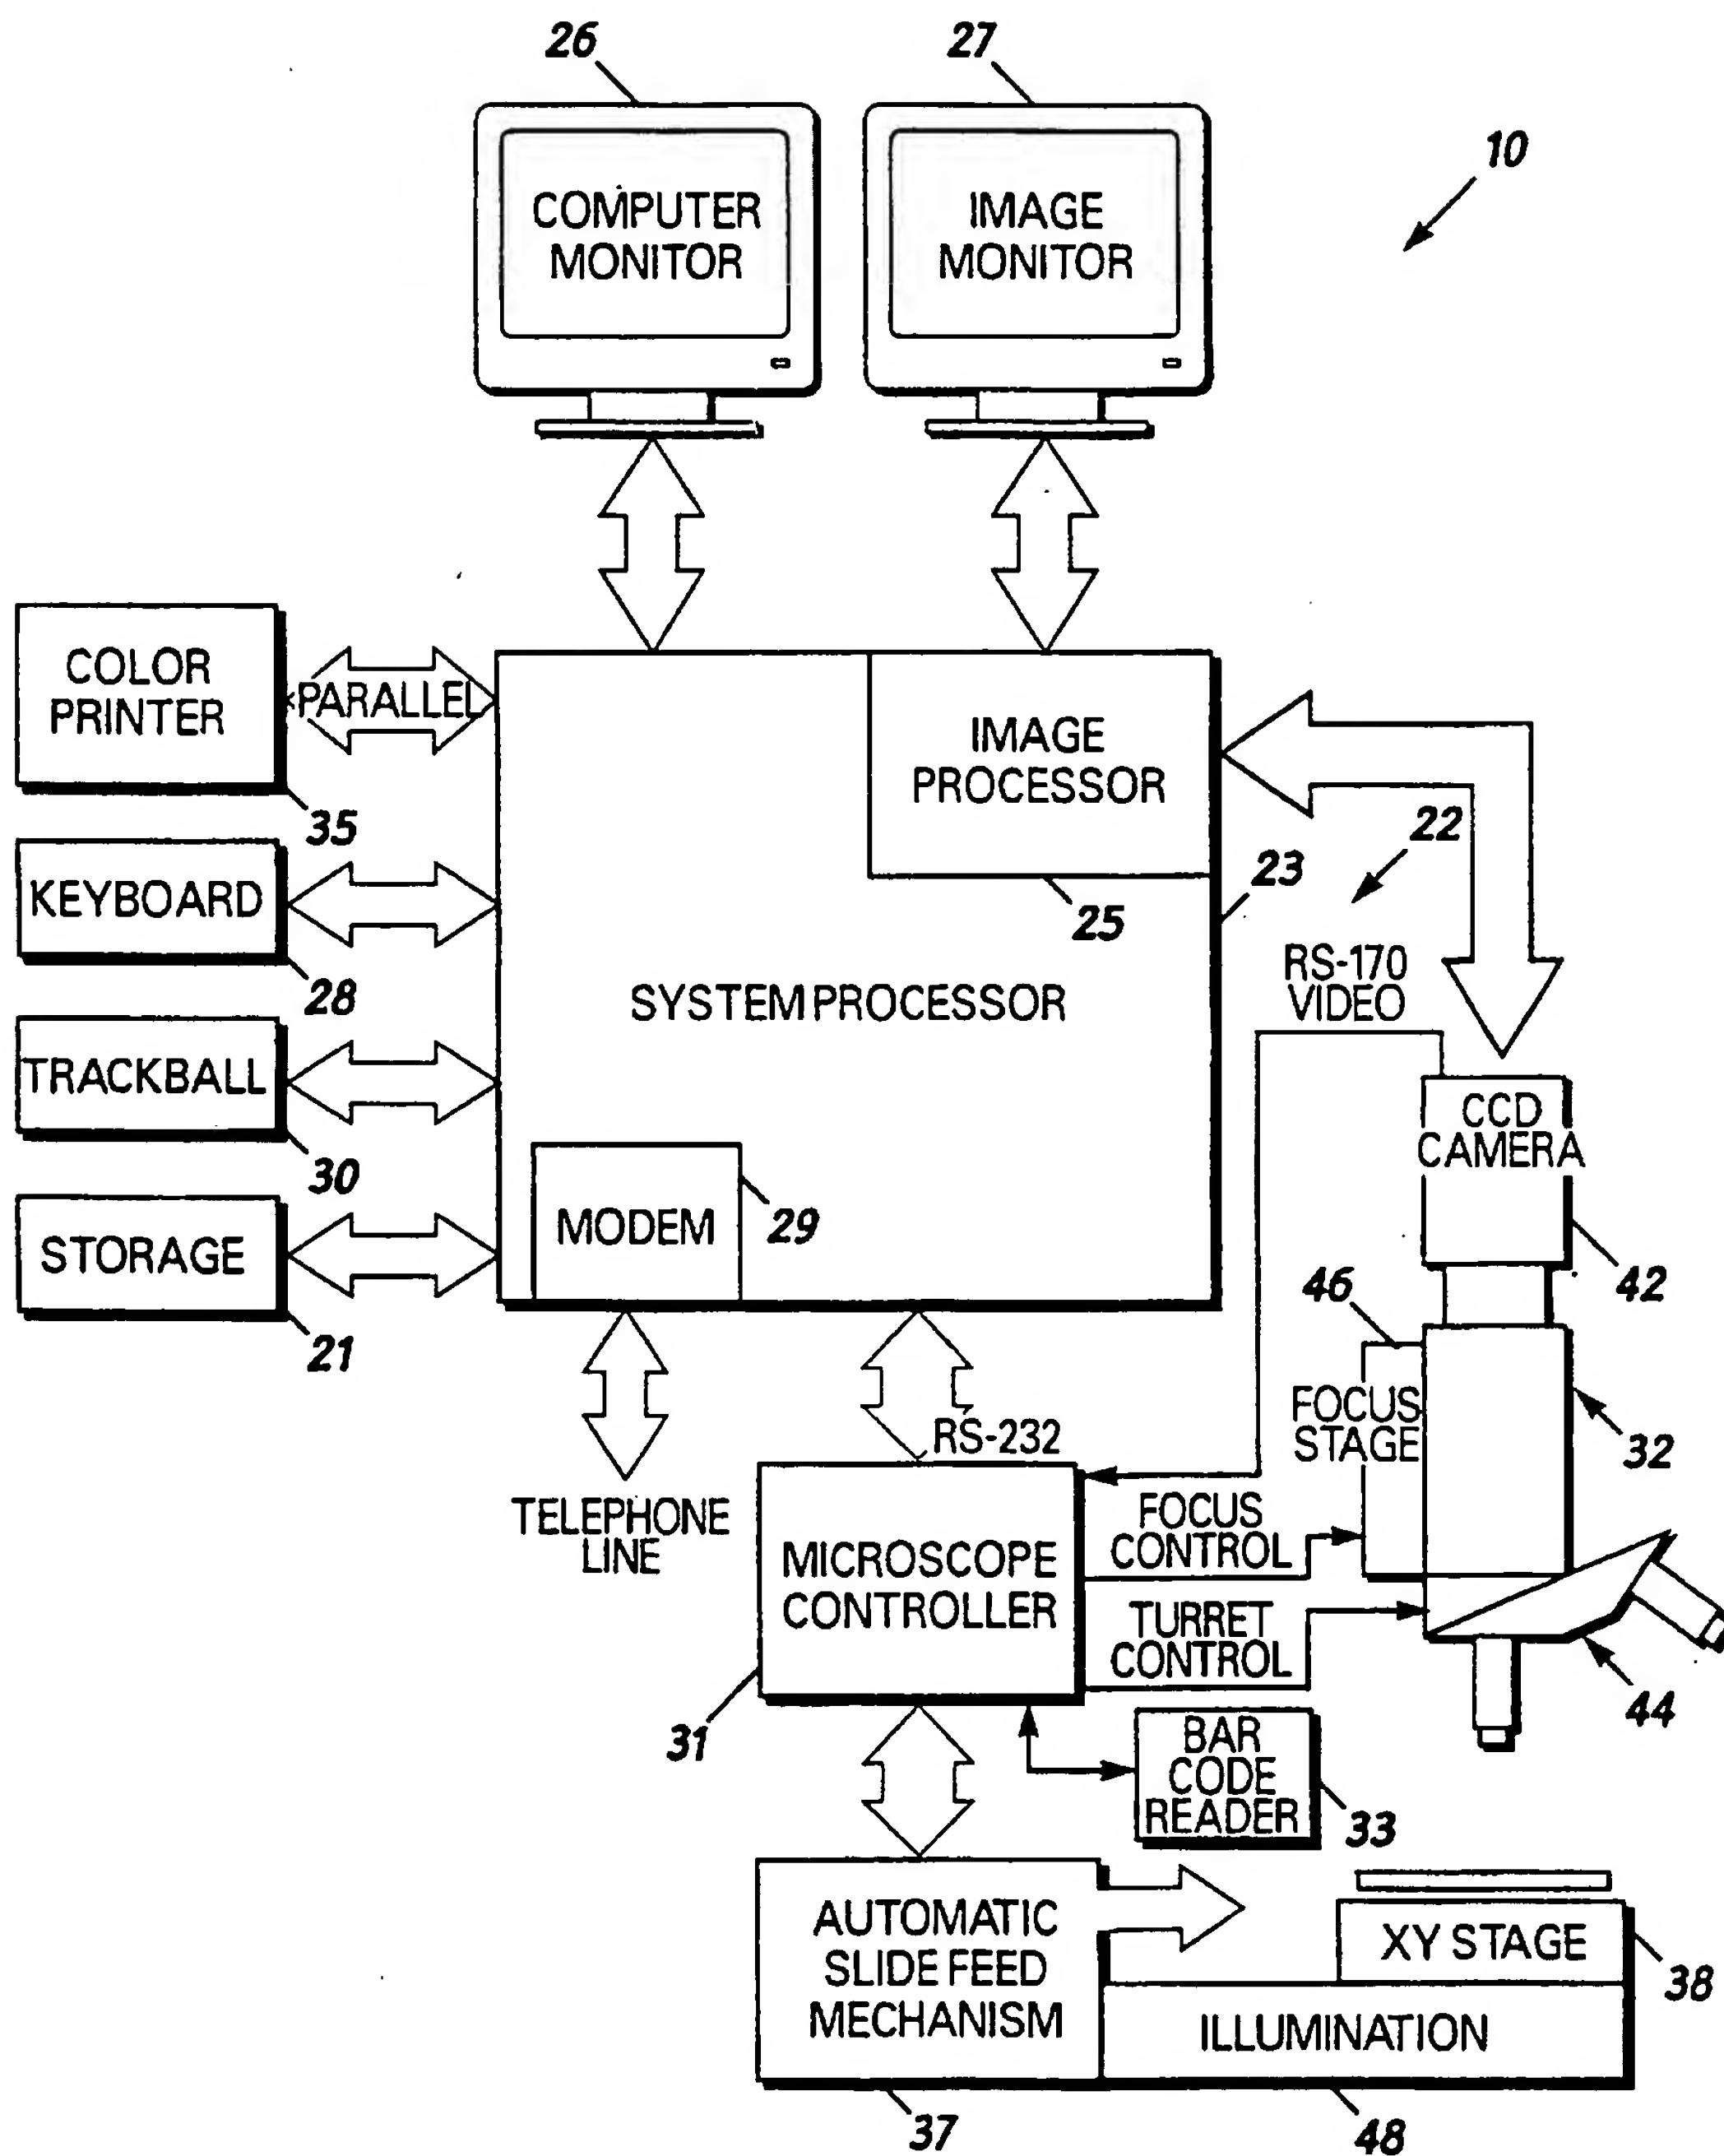 26
27
10
COMPUTER
MONITOR
IMAGE
MONITOR
COLOR
PRINTER
PARALLEL
35
IMAGE
PROCESSOR
25
23
22
KEYBOARD
28
SYSTEM PROCESSOR
RS-170
VIDEO
TRACKBALL
30
CCD
CAMERA
42
STORAGE
21
MODEM
29
46
FOCUS
STAGE
32
RS-232
TELEPHONE
LINE
MICROSCOPE
CONTROLLER
31
FOCUS
CONTROL
TURRET
CONTROL
44
BAR
CODE
READER
33
AUTOMATIC
SLIDE FEED
MECHANISM
37
XY STAGE
38
ILLUMINATION
48